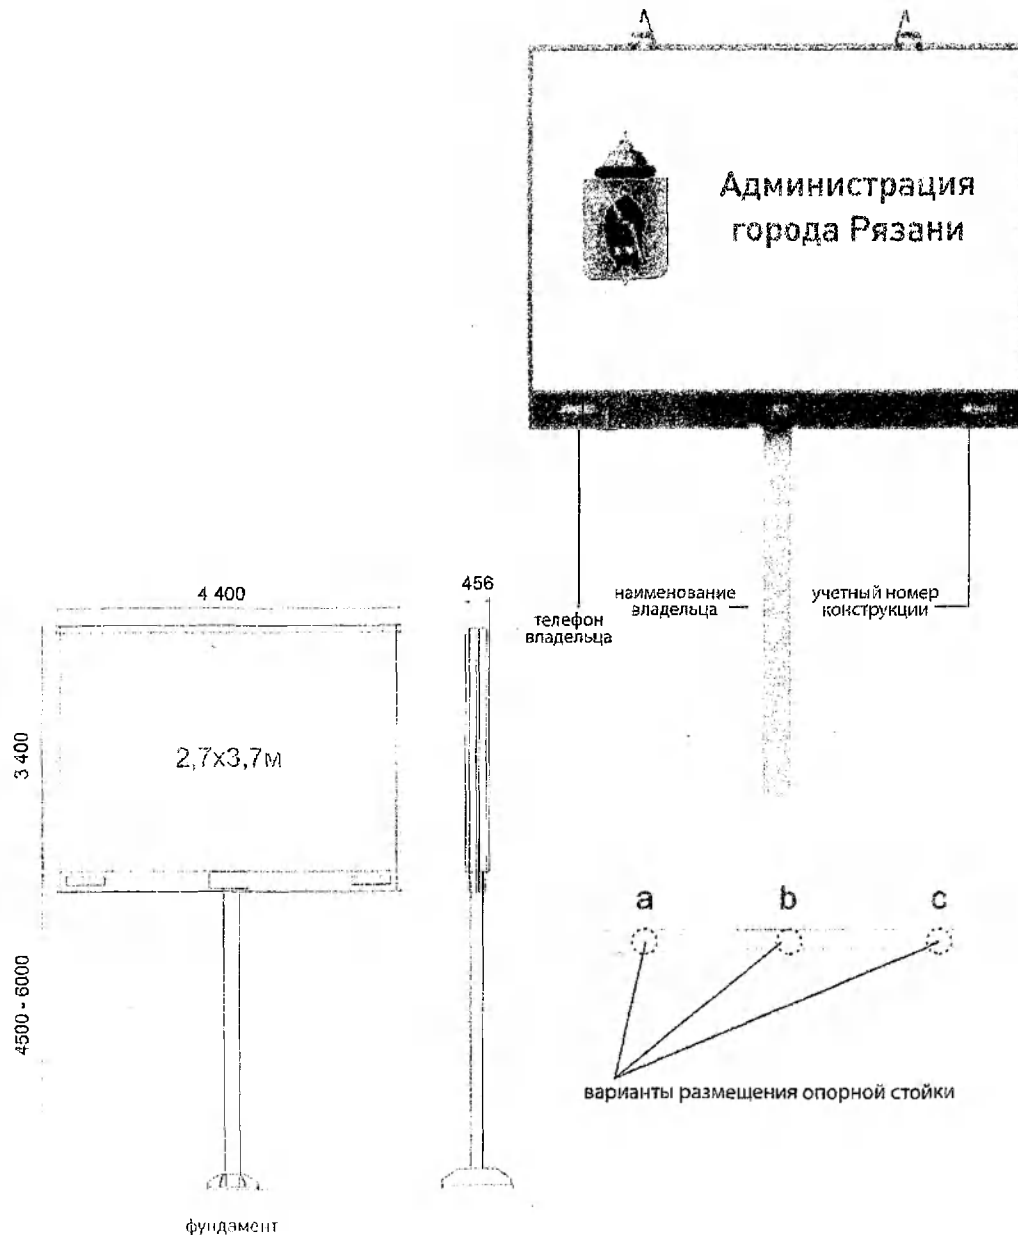 Администрация
города Рязани
телефон
владельца
наименование
владельца
учетный номер
конструкции
4 400
456
3 400
2,7х3,7м
4500 - 6000
фундамент
a
b
c
варианты размещения опорной стойки